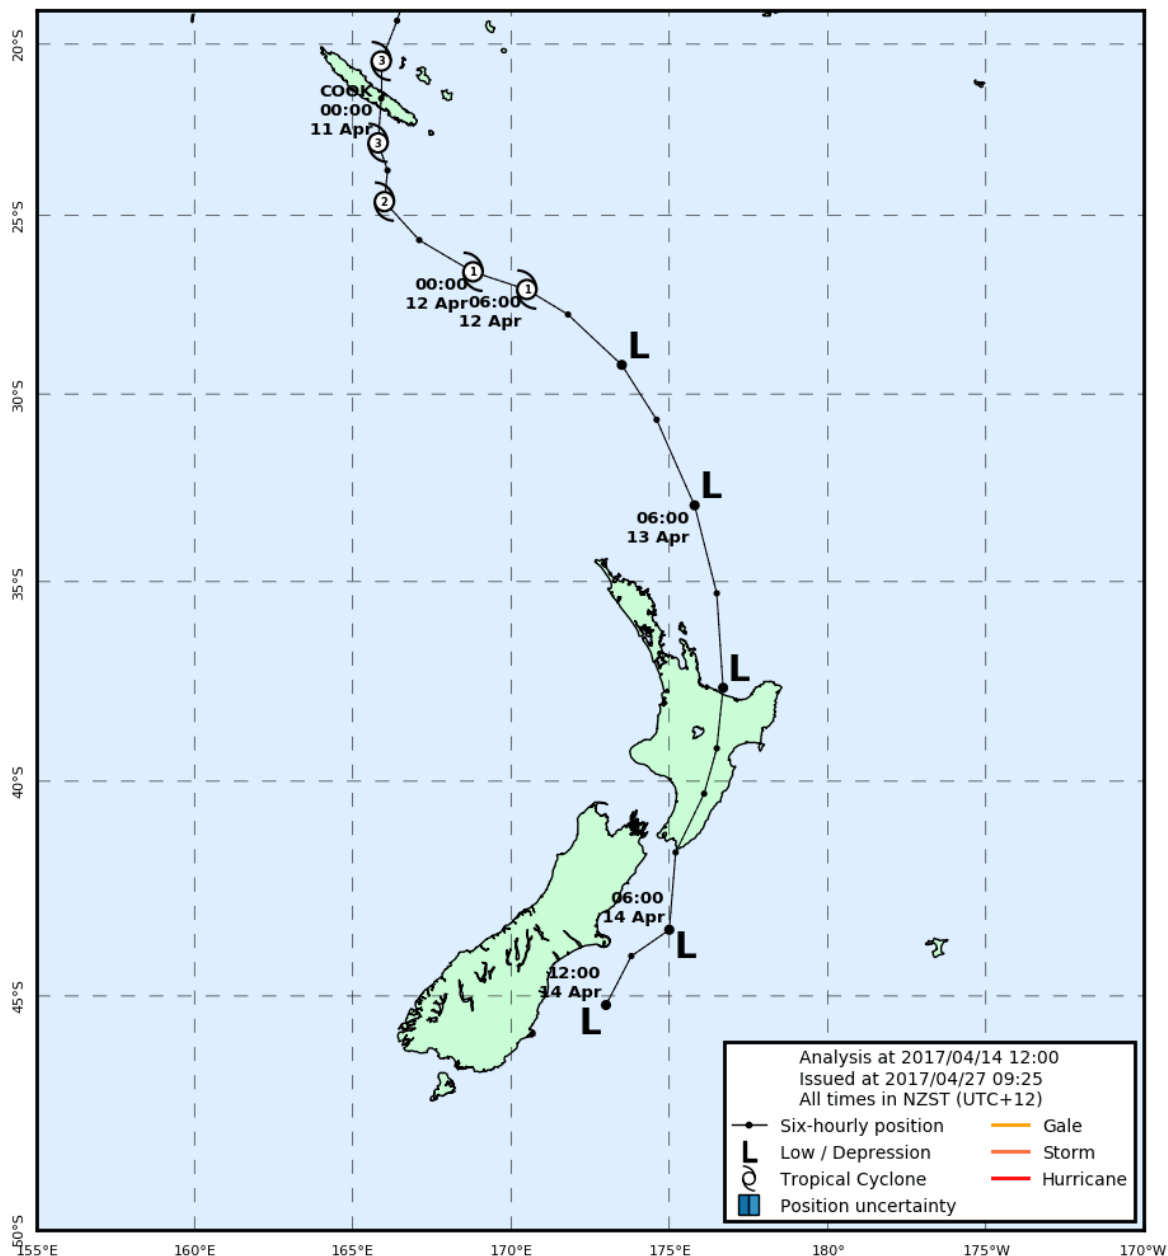 20°S
3
COOK
00:00
11 Apr
3
2
25°S
1
00:00
12 Apr
1
06:00
12 Apr
L
30°S
L
06:00
13 Apr
35°S
L
40°S
06:00
14 Apr
L
12:00
14 Apr
45°S
L
Analysis at 2017/04/14 12:00
Issued at 2017/04/27 09:25
All times in NZST (UTC+12)
Six-hourly position
Gale
L Low / Depression
Storm
Tropical Cyclone
Hurricane
Position uncertainty
50°S
155°E 160°E 165°E 170°E 175°E 180° 175°W 170°W